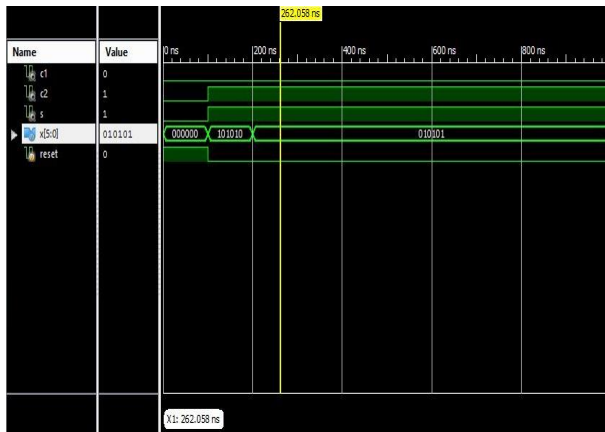 262.058 ns
Name Value 0 ns 200 ns 400 ns 600 ns 800 ns
c1 0
c2 1
s 1
x[5:0] 010101 000000 101010 010101
reset 0
X1: 262.058 ns